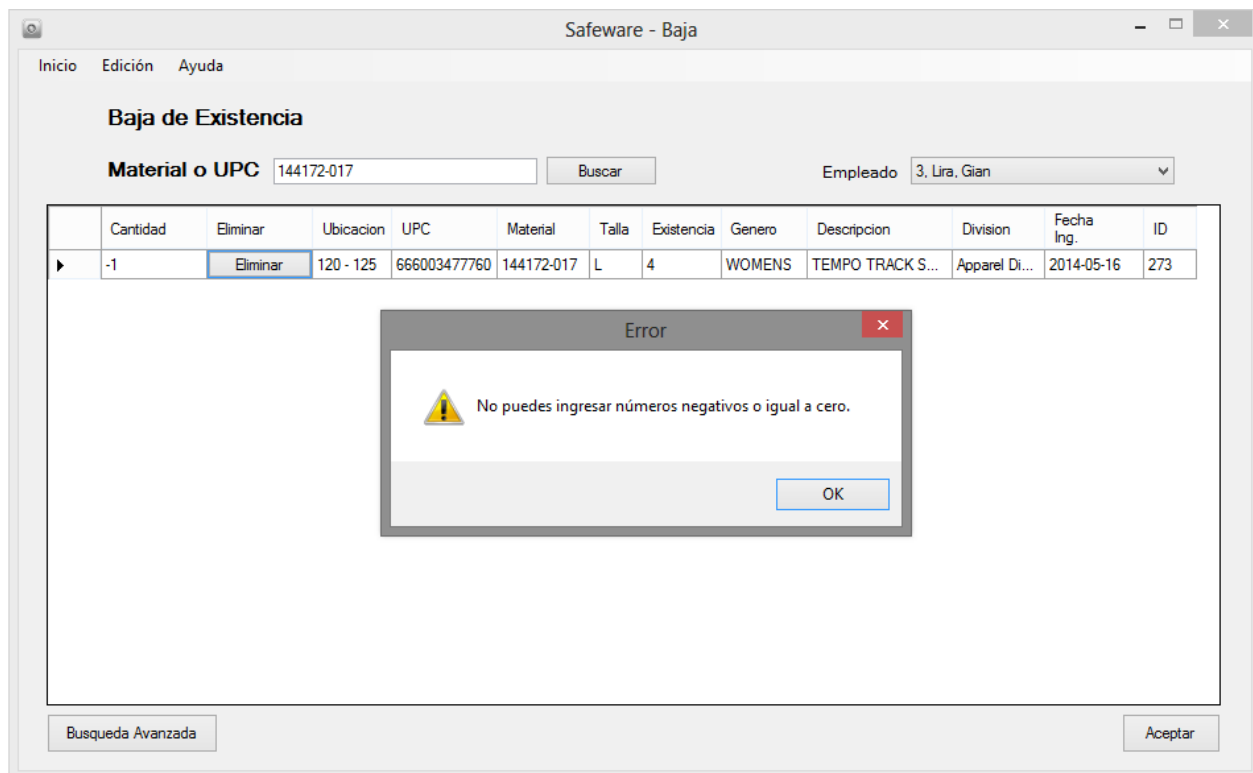 Safeware - Baja
Inicio Edición Ayuda
Baja de Existencia
Material o UPC 144172-017 Buscar Empleado 3, Lira, Gian
Cantidad Eliminar Ubicacion UPC Material Talla Existencia Genero Descripcion Division Fecha Ing. ID
-1 Eliminar 120 - 125 666003477760 144172-017 L 4 WOMENS TEMPO TRACK S... Apparel Di... 2014-05-16 273
Error
No puedes ingresar números negativos o igual a cero.
OK
Busqueda Avanzada Aceptar